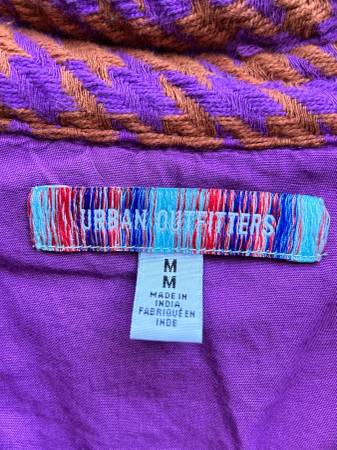 URBAN OUTFITTERS
M
M
MADE IN
INDIA
FABRIQUÉ EN
INDE